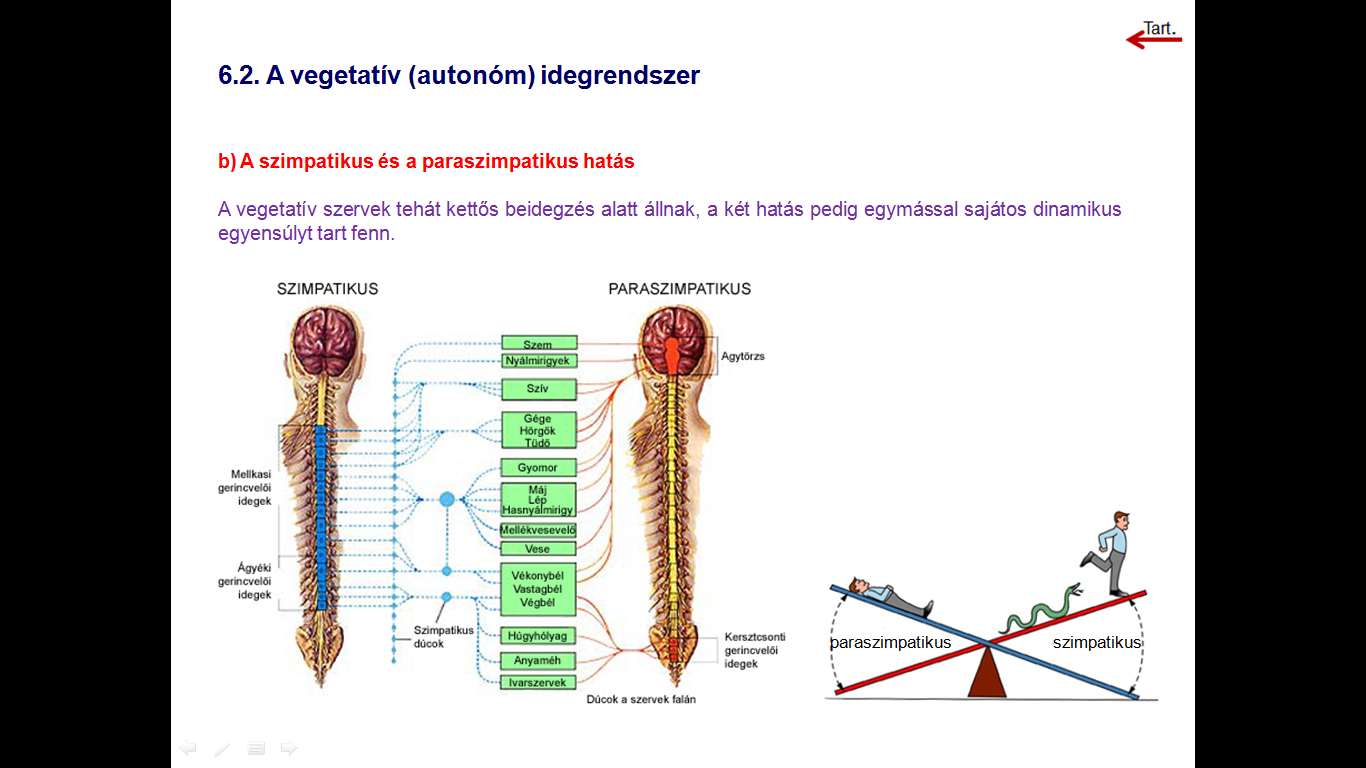 Tart.
6.2. A vegetatív (autonóm) idegrendszer
b) A szimpatikus és a paraszimpatikus hatás
A vegetatív szervek tehát kettős beidegzés alatt állnak, a két hatás pedig egymással sajátos dinamikus
egyensúlyt tart fenn.
SZIMPATIKUS
PARASZIMPATIKUS
Szem
Nyálmirigyek
Szív
Gége
Hörgők
Tüdő
Gyomor
Máj
Lép
Hasnyálmirigy
Mellékvesevelő
Vese
Vékonybél
Vastagbél
Végbél
Húgyhólyag
Anyaméh
Ivarszervek
Mellkasi
gerincvelői
idegek
Ágyéki
gerincvelői
idegek
Szimpatikus
dúcok
Agytörzs
Kersztcsonti
gerincvelői
idegek
Dúcok a szervek falán
paraszimpatikus
szimpatikus